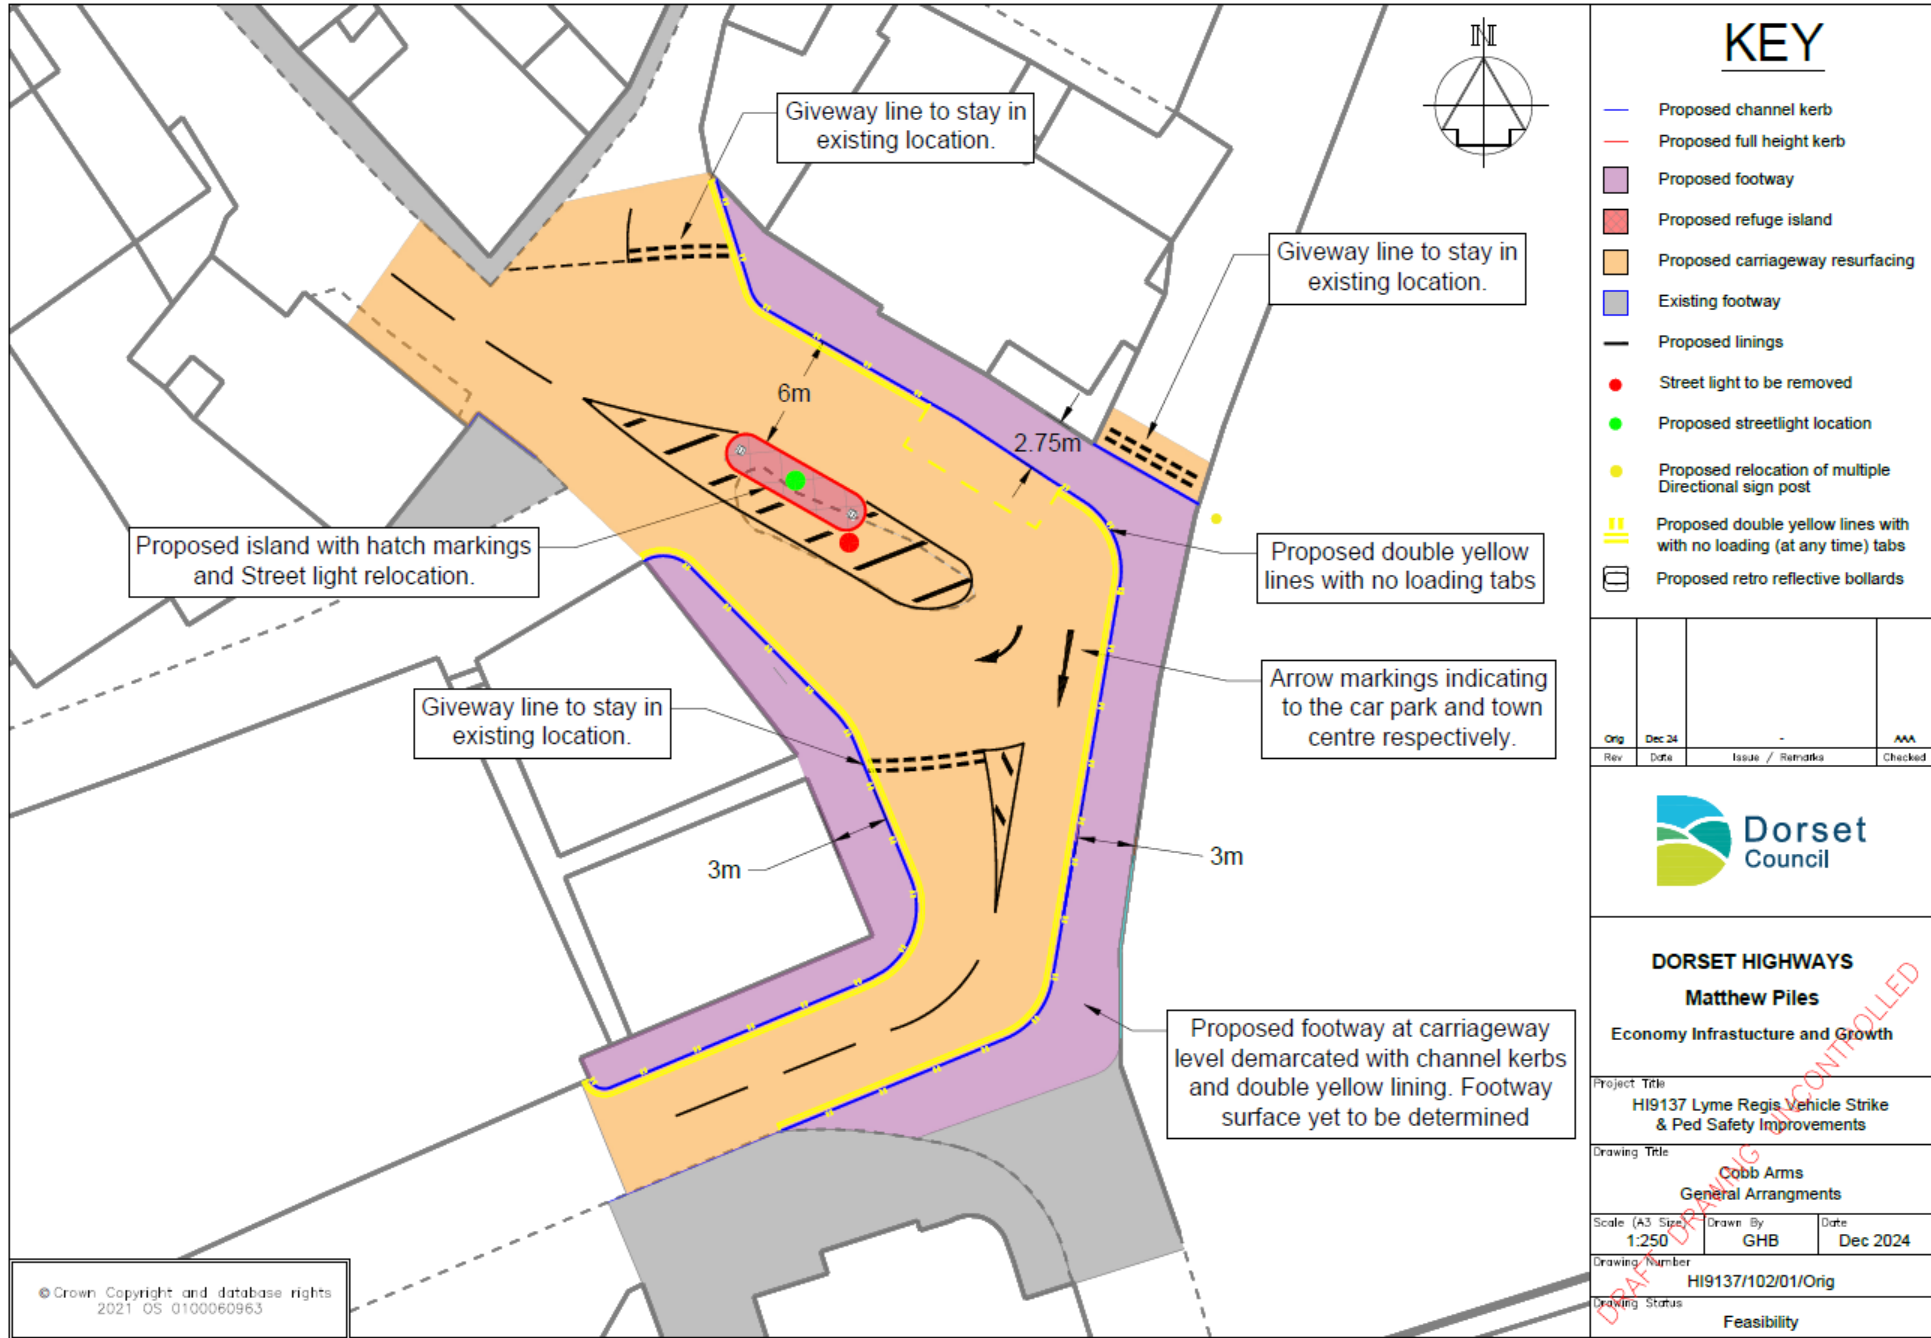 Giveway line to stay in
existing location.
N
Giveway line to stay in
existing location.
6m
2.75m
Proposed island with hatch markings
and Street light relocation.
Proposed double yellow
lines with no loading tabs
Giveway line to stay in
existing location.
Arrow markings indicating
to the car park and town
centre respectively.
3m
3m
Proposed footway at carriageway
level demarcated with channel kerbs
and double yellow lining. Footway
surface yet to be determined
© Crown Copyright and database rights
2021 OS 0100060963
KEY
Proposed channel kerb
Proposed full height kerb
Proposed footway
Proposed refuge island
Proposed carriageway resurfacing
Existing footway
Proposed linings
Street light to be removed
Proposed streetlight location
Proposed relocation of multiple
Directional sign post
Proposed double yellow lines with
with no loading (at any time) tabs
Proposed retro reflective bollards
Orig Dec 24 - AAA
Rev Date Issue / Remarks Checked
Dorset
Council
DORSET HIGHWAYS
Matthew Piles
Economy Infrastucture and Growth
Project Title
HI9137 Lyme Regis Vehicle Strike
& Ped Safety Improvements
Drawing Title
Cobb Arms
General Arrangments
Scale (A3 Size) Drawn By Date
1:250 GHB Dec 2024
Drawing Number
HI9137/102/01/Orig
Drawing Status
Feasibility
DRAFT DRAWING UNCONTROLLED